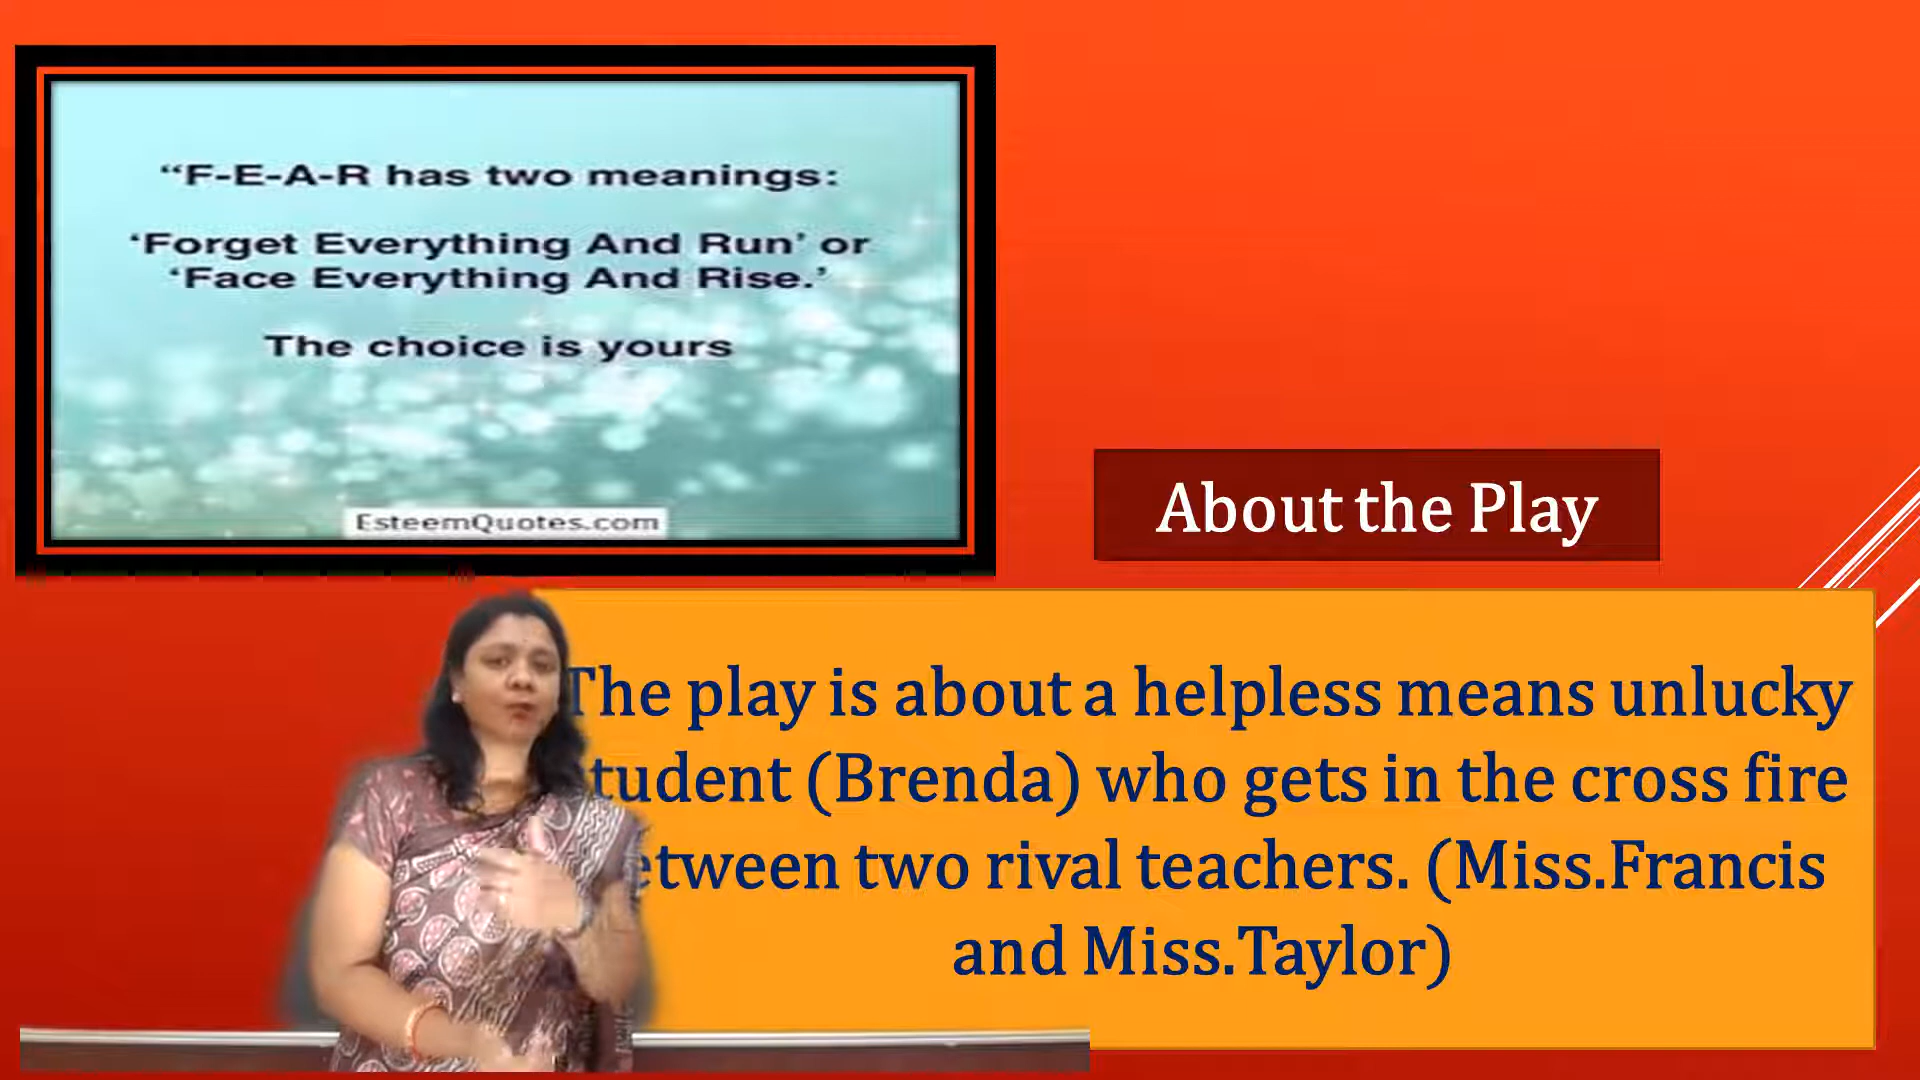 “F-E-A-R has two meanings:
‘Forget Everything And Run’ or
‘Face Everything And Rise.’
The choice is yours
EsteemQuotes.com
About the Play
The play is about a helpless means unlucky
tudent (Brenda) who gets in the cross fire
etween two rival teachers. (Miss.Francis
and Miss.Taylor)